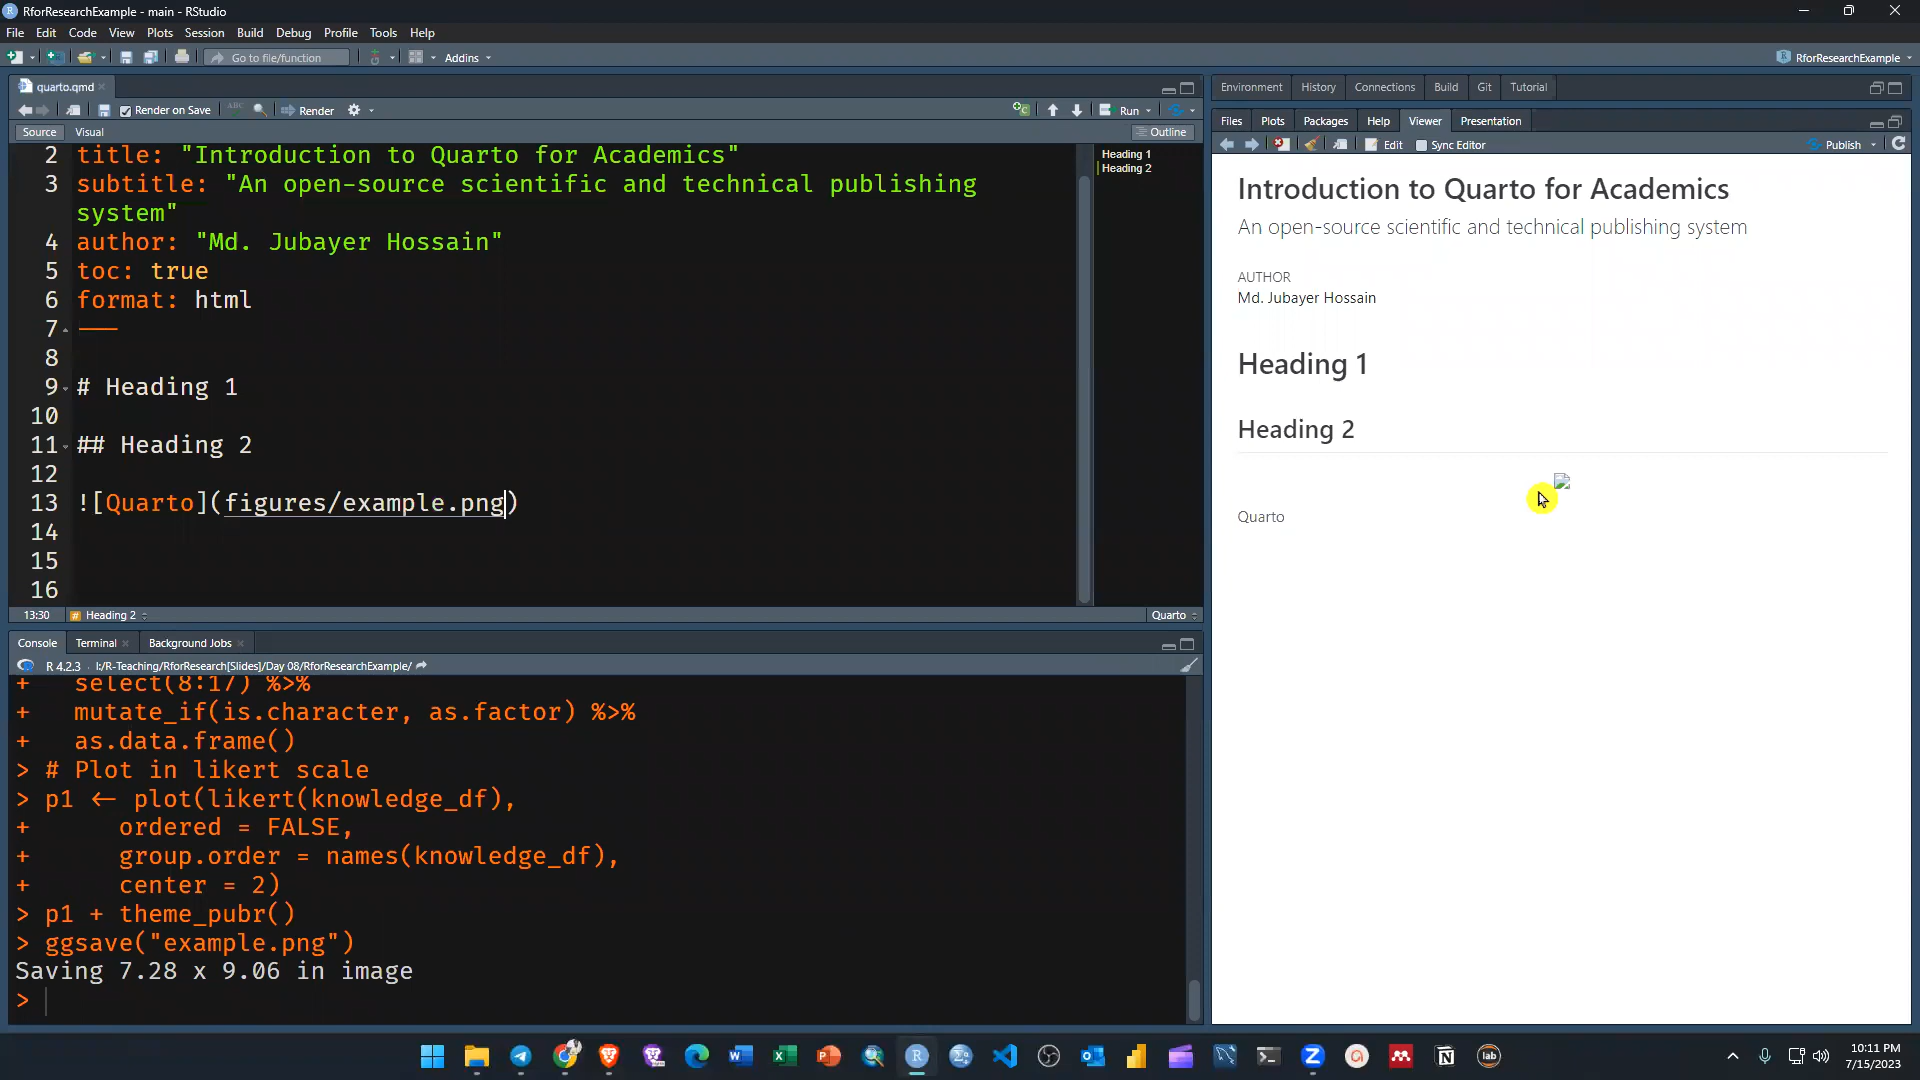 RforResearchExample - main - RStudio
File Edit Code View Plots Session Build Debug Profile Tools Help
Go to file/function Addins RforResearchExample
quarto.qmd
Render on Save ABC Render Run
Source Visual Outline
2 title: "Introduction to Quarto for Academics"
3 subtitle: "An open-source scientific and technical publishing
system"
4 author: "Md. Jubayer Hossain"
5 toc: true
6 format: html
7 ---
8
9 # Heading 1
10
11 ## Heading 2
12
13 ![Quarto](figures/example.png)
14
15
16
Heading 1
Heading 2
13:30 # Heading 2 Quarto
Console Terminal Background Jobs
R 4.2.3 · I:/R-Teaching/RforResearch[Slides]/Day 08/RforResearchExample/
+ select(8:17) %>%
+ mutate_if(is.character, as.factor) %>%
+ as.data.frame()
> # Plot in likert scale
> p1 <- plot(likert(knowledge_df),
+ ordered = FALSE,
+ group.order = names(knowledge_df),
+ center = 2)
> p1 + theme_pubr()
> ggsave("example.png")
Saving 7.28 x 9.06 in image
>
Environment History Connections Build Git Tutorial
Files Plots Packages Help Viewer Presentation
Edit Sync Editor Publish
Introduction to Quarto for Academics
An open-source scientific and technical publishing system
AUTHOR
Md. Jubayer Hossain
Heading 1
Heading 2
Quarto
lab
10:11 PM
7/15/2023